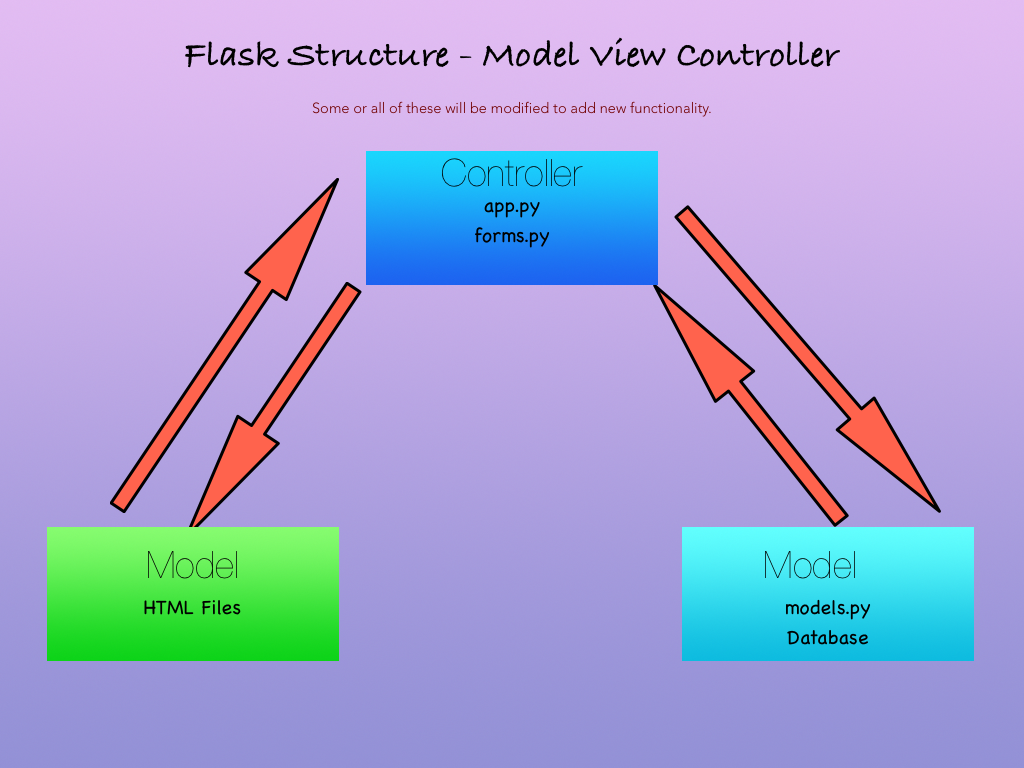 Flask Structure - Model View Controller
Some or all of these will be modified to add new functionality.
Controller
app.py
forms.py
Model
HTML Files
Model
models.py
Database